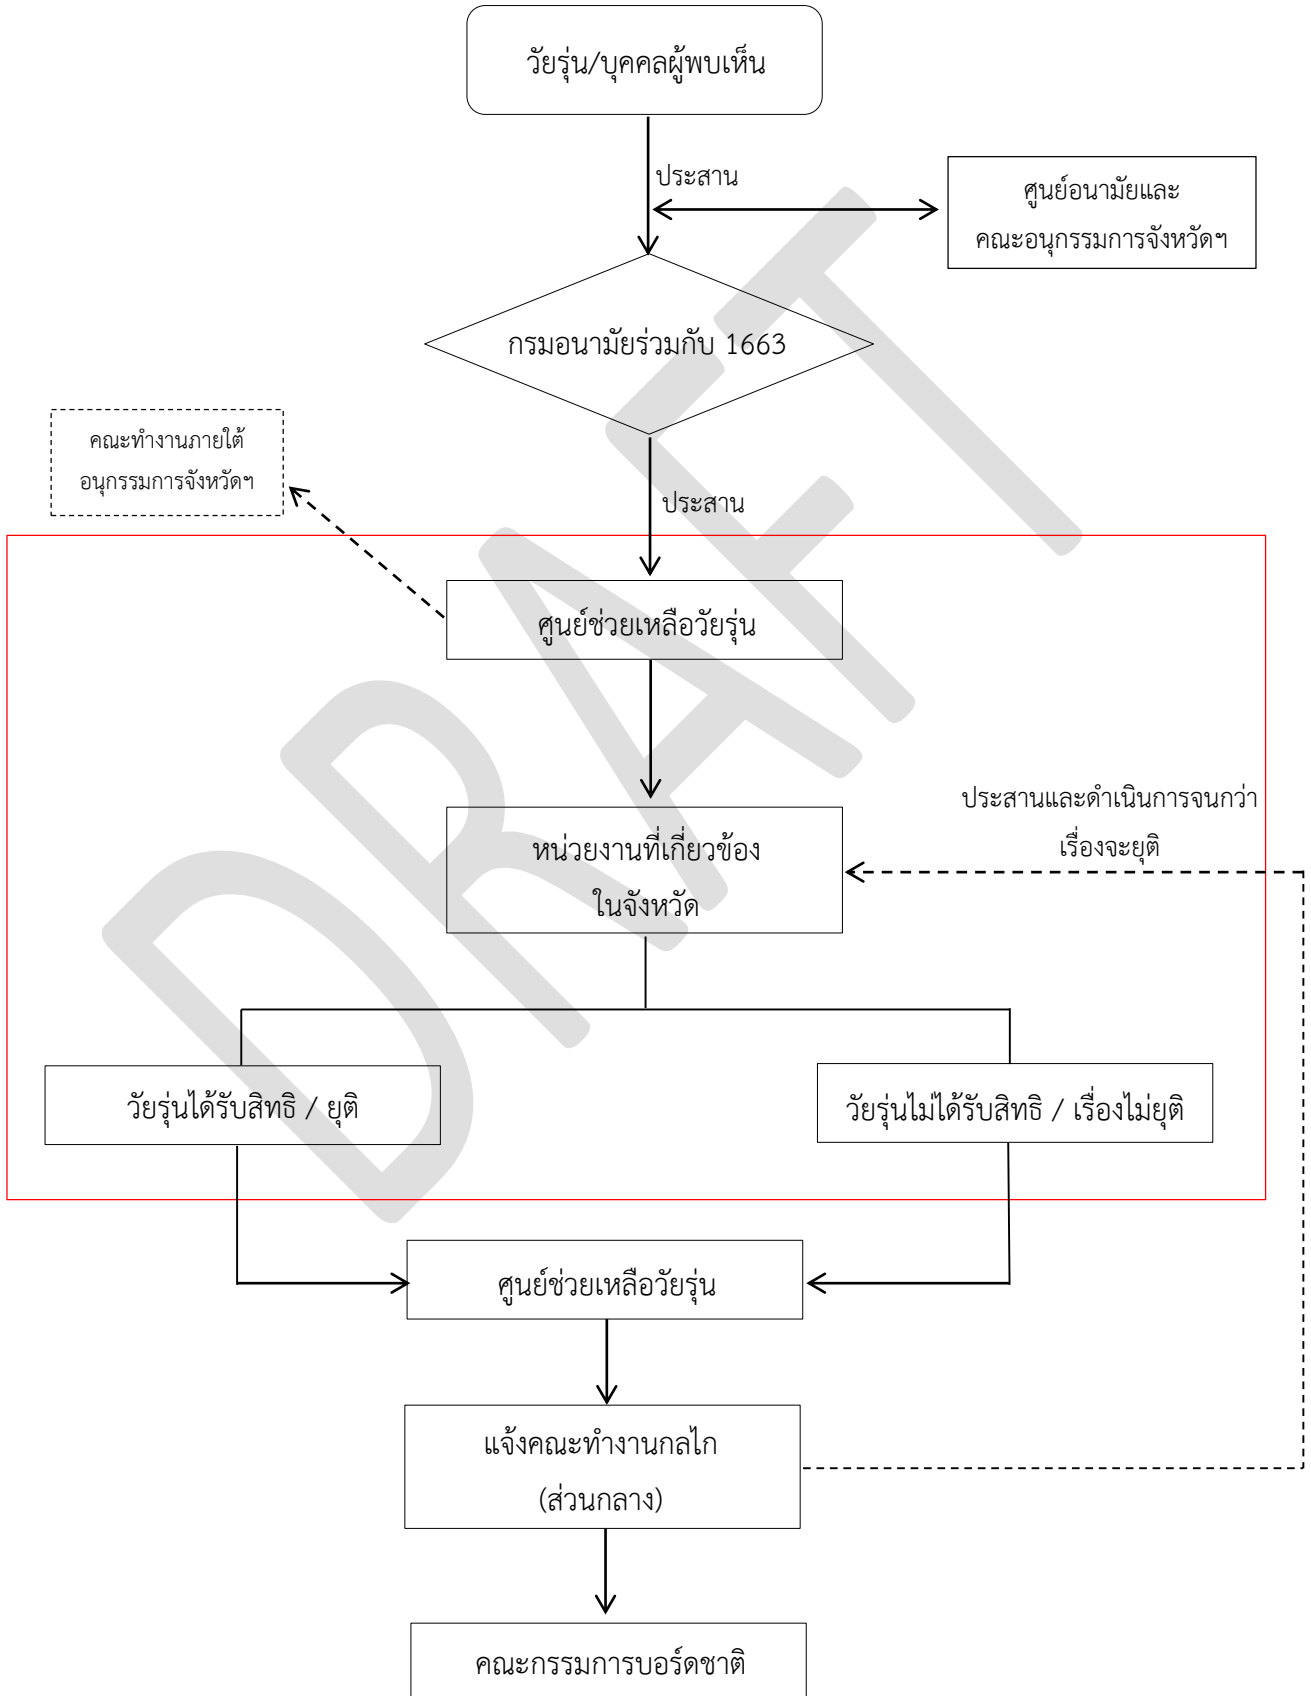 วัยรุ่น/บุคคลผู้พบเห็น
ประสาน
ศูนย์อนามัยและ
คณะอนุกรรมการจังหวัดฯ
กรมอนามัยร่วมกับ 1663
คณะทำงานภายใต้
อนุกรรมการจังหวัดฯ
ประสาน
ศูนย์ช่วยเหลือวัยรุ่น
ประสานและดำเนินการจนกว่า
เรื่องจะยุติ
หน่วยงานที่เกี่ยวข้อง
ในจังหวัด
วัยรุ่นได้รับสิทธิ / ยุติ
วัยรุ่นไม่ได้รับสิทธิ / เรื่องไม่ยุติ
ศูนย์ช่วยเหลือวัยรุ่น
แจ้งคณะทำงานกลไก
(ส่วนกลาง)
คณะกรรมการบอร์ดชาติ
DRAFT